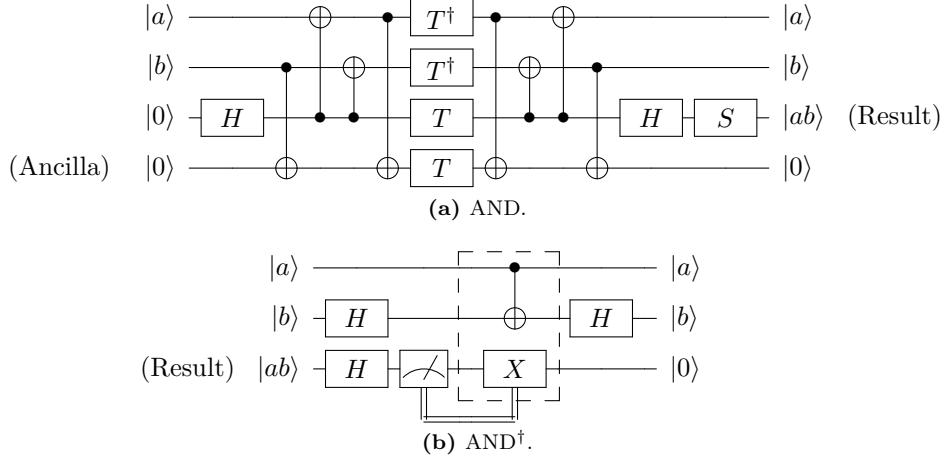 |a⟩ T† |a⟩
|b⟩ T† |b⟩
|0⟩ H T H S |ab⟩ (Result)
(Ancilla) |0⟩ T |0⟩
(a) AND.
|a⟩ |a⟩
|b⟩ H H |b⟩
(Result) |ab⟩ H X |0⟩
(b) AND†.